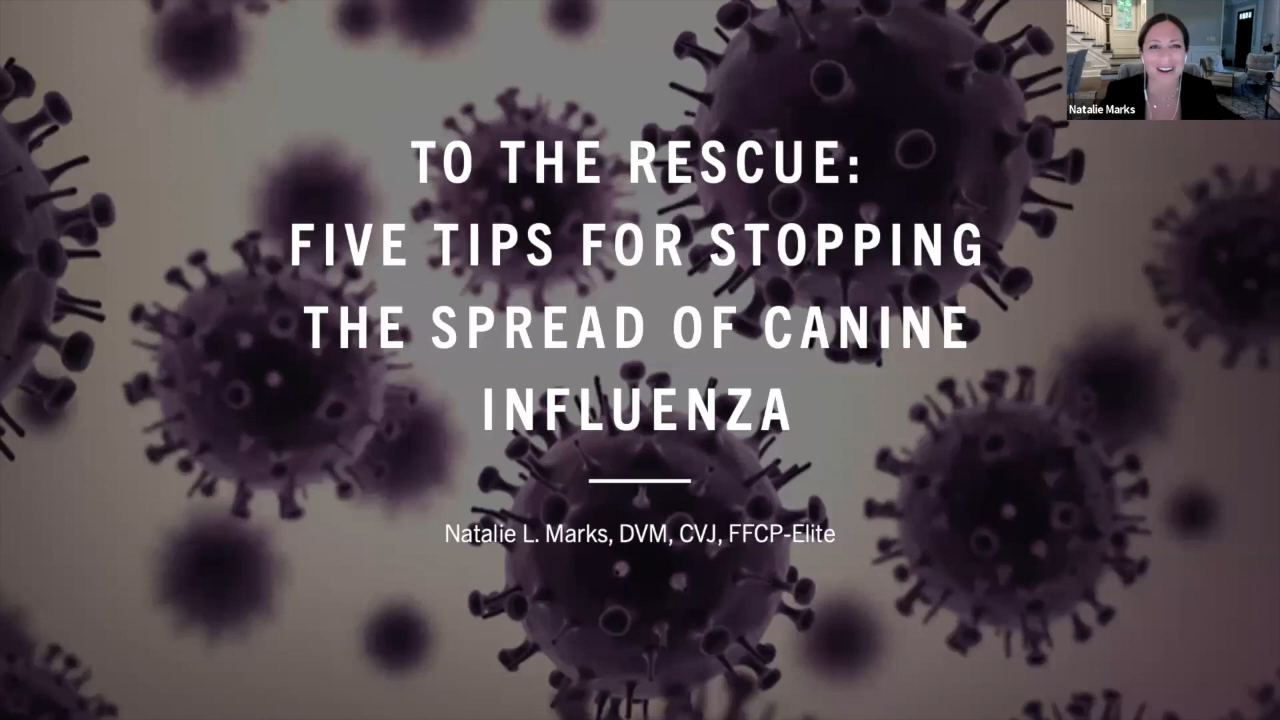 Natalie Marks
TO THE RESCUE:
FIVE TIPS FOR STOPPING
THE SPREAD OF CANINE
INFLUENZA
Natalie L. Marks, DVM, CVJ, FFCP-Elite